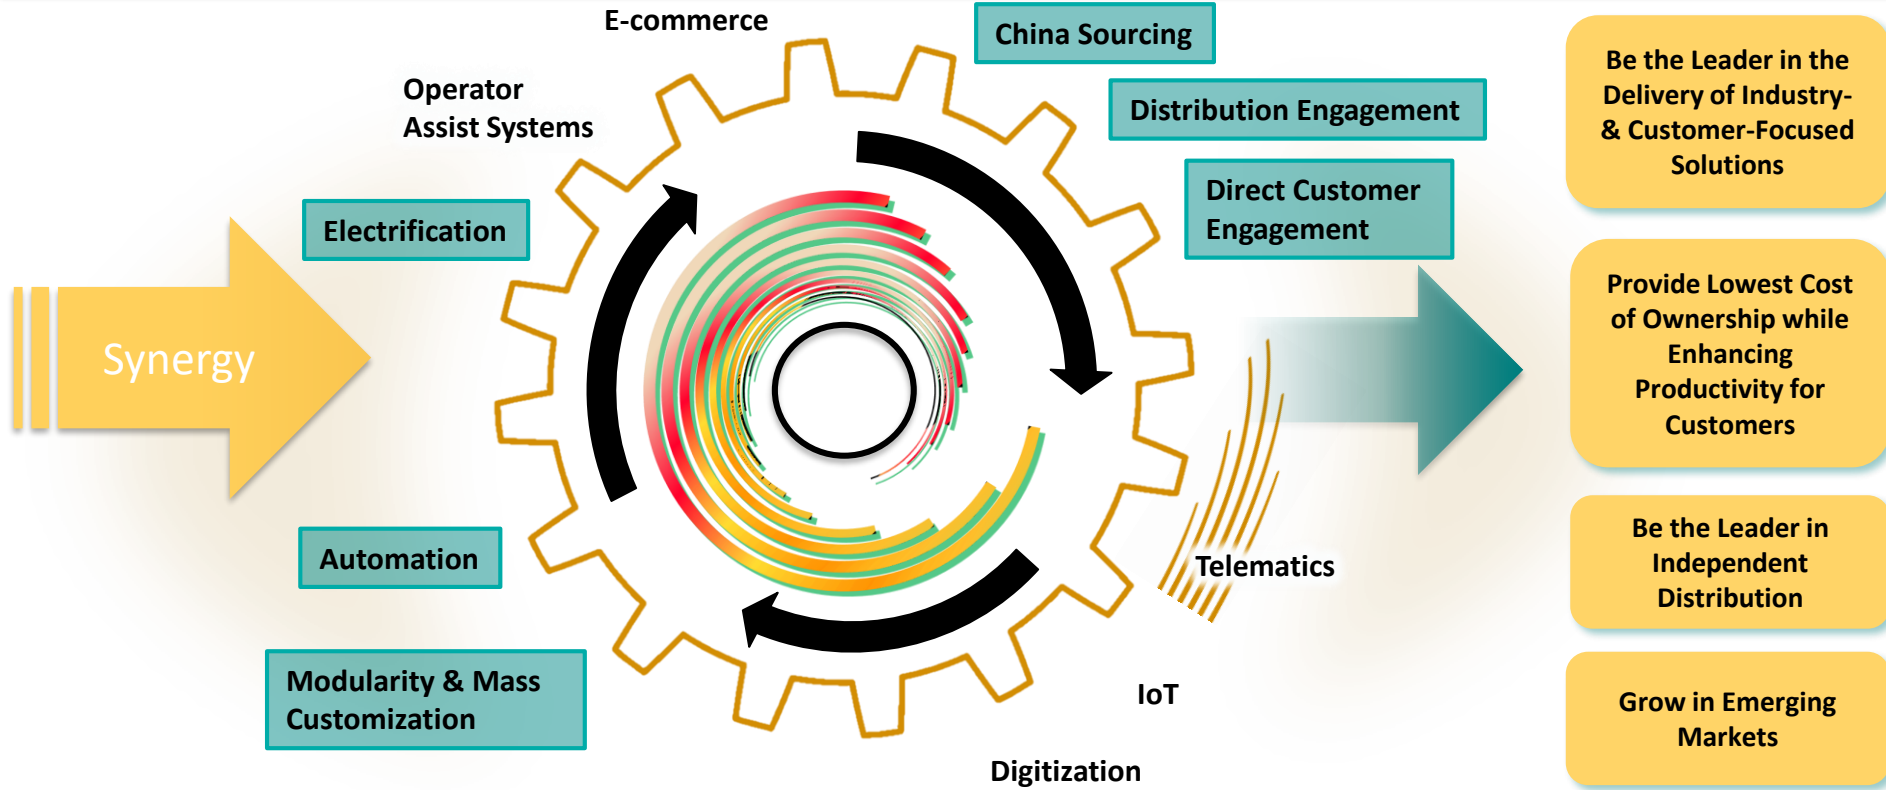 E-commerce
China Sourcing
Operator
Assist Systems
Distribution Engagement
Direct Customer
Engagement
Electrification
Synergy
Automation
Modularity & Mass
Customization
Telematics
IoT
Digitization
Be the Leader in the
Delivery of Industry-
& Customer-Focused
Solutions
Provide Lowest Cost
of Ownership while
Enhancing
Productivity for
Customers
Be the Leader in
Independent
Distribution
Grow in Emerging
Markets